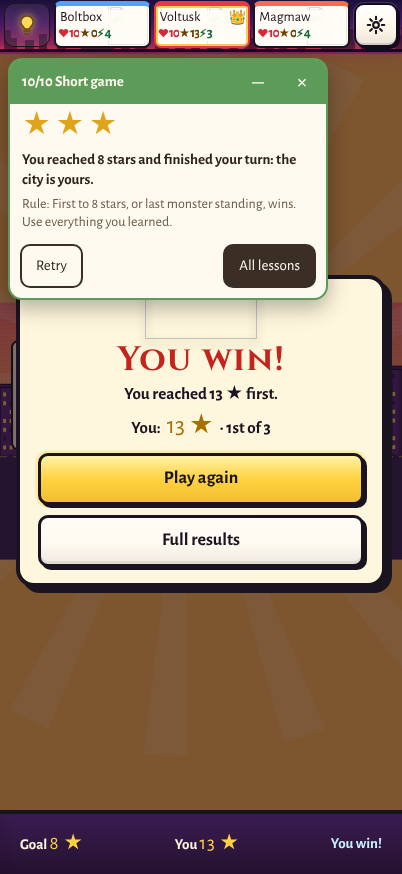 Boltbox
♥10★0⚡4
Voltusk
♥10★13⚡3
Magmaw
♥10★0⚡4
10/10 Short game
You reached 8 stars and finished your turn: the
city is yours.
Rule: First to 8 stars, or last monster standing, wins.
Use everything you learned.
Retry
All lessons
You win!
You reached 13 ★ first.
You: 13 ★ · 1st of 3
Play again
Full results
Goal 8 ★
You 13 ★
You win!